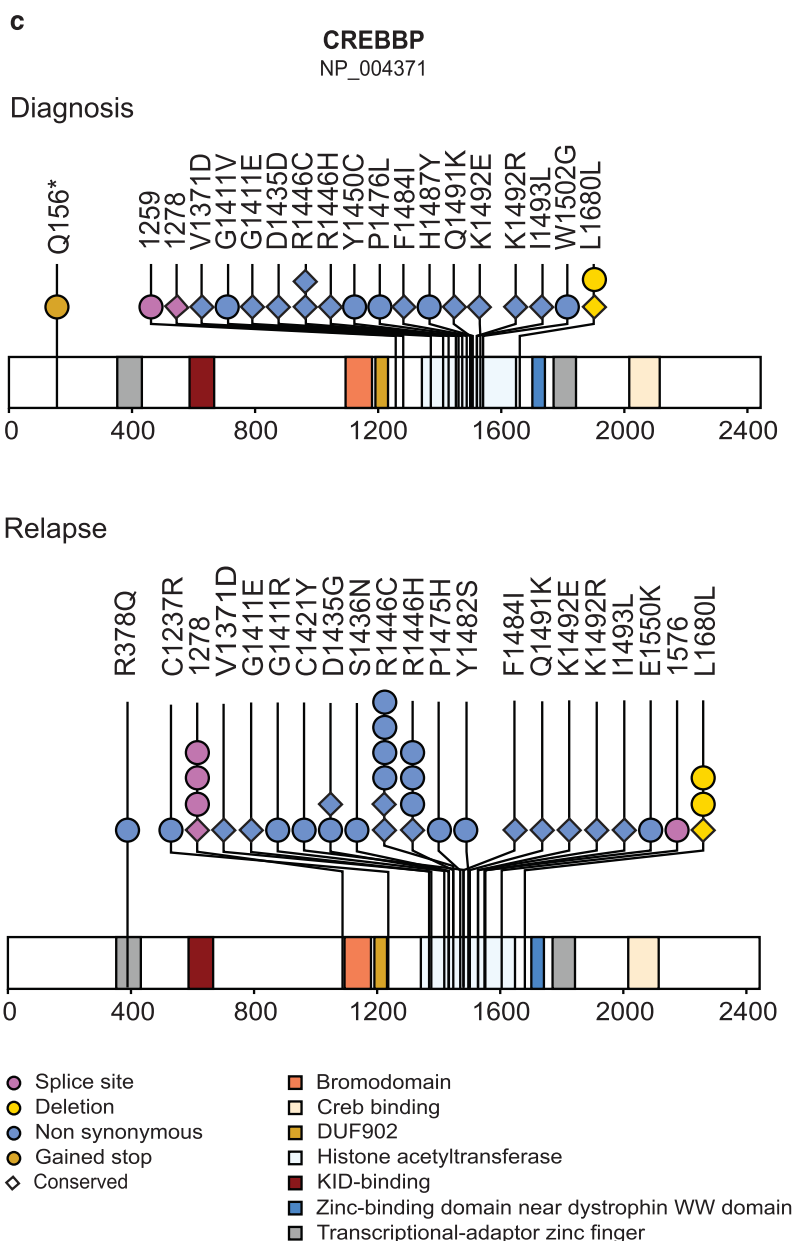 c
CREBBP
NP_004371
Diagnosis
Q156*
1259
1278
V1371D
G1411V
G1411E
D1435D
R1446C
R1446H
Y1450C
P1476L
F1484I
H1487Y
Q1491K
K1492E
K1492R
I1493L
W1502G
L1680L
0 400 800 1200 1600 2000 2400
Relapse
R378Q
C1237R
1278
V1371D
G1411E
G1411R
C1421Y
D1435G
S1436N
R1446C
R1446H
P1475H
Y1482S
F1484I
Q1491K
K1492E
K1492R
I1493L
E1550K
1576
L1680L
0 400 800 1200 1600 2000 2400
Splice site
Deletion
Non synonymous
Gained stop
Conserved
Bromodomain
Creb binding
DUF902
Histone acetyltransferase
KID-binding
Zinc-binding domain near dystrophin WW domain
Transcriptional-adaptor zinc finger